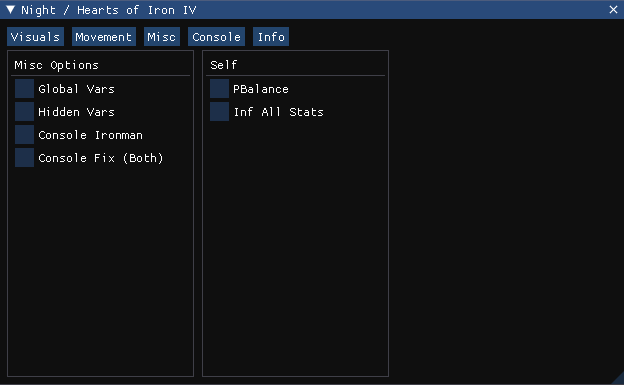 Night / Hearts of Iron IV
Visuals Movement Misc Console Info
Misc Options
Global Vars
Hidden Vars
Console Ironman
Console Fix (Both)
Self
PBalance
Inf All Stats